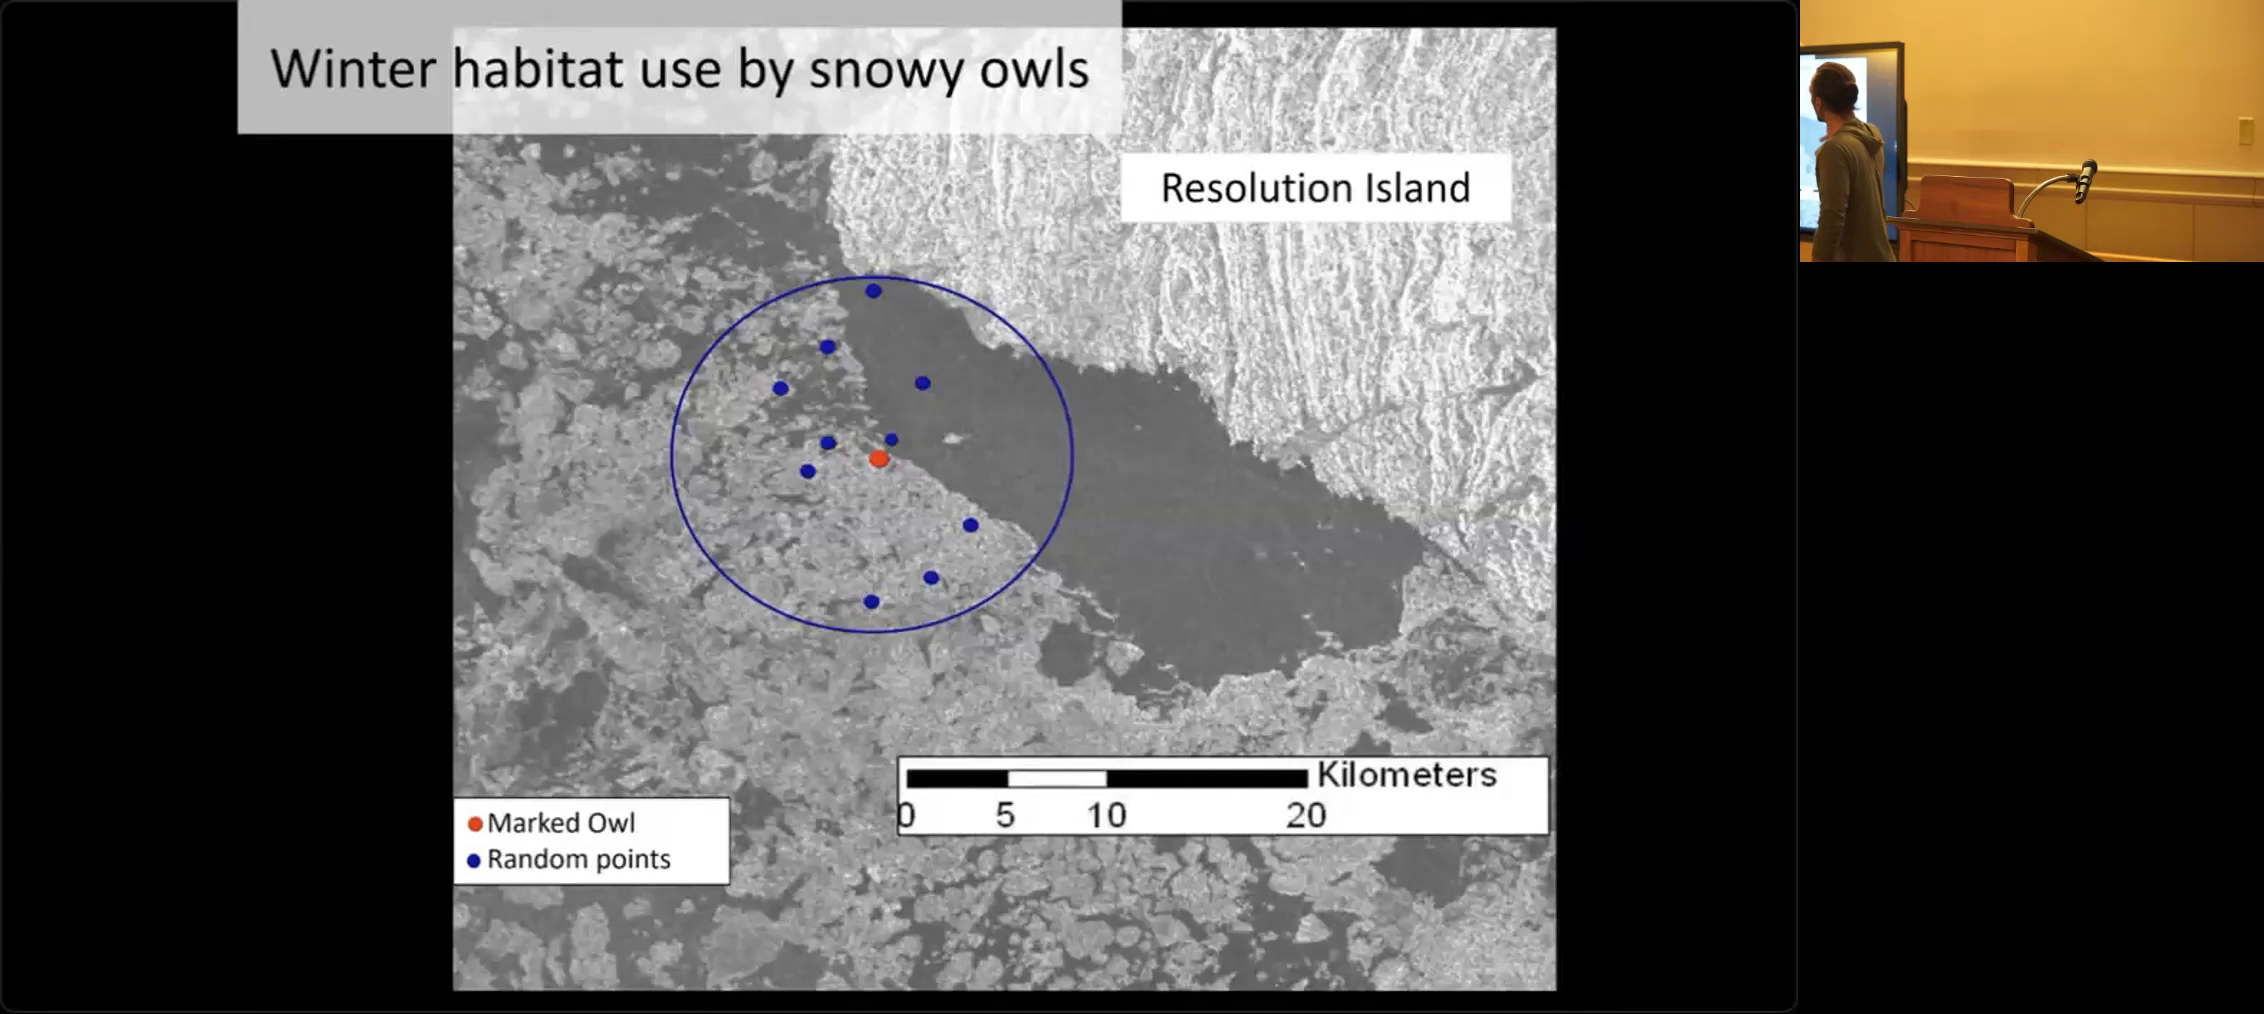 Winter habitat use by snowy owls
Resolution Island
Kilometers
0 5 10 20
Marked Owl
Random points